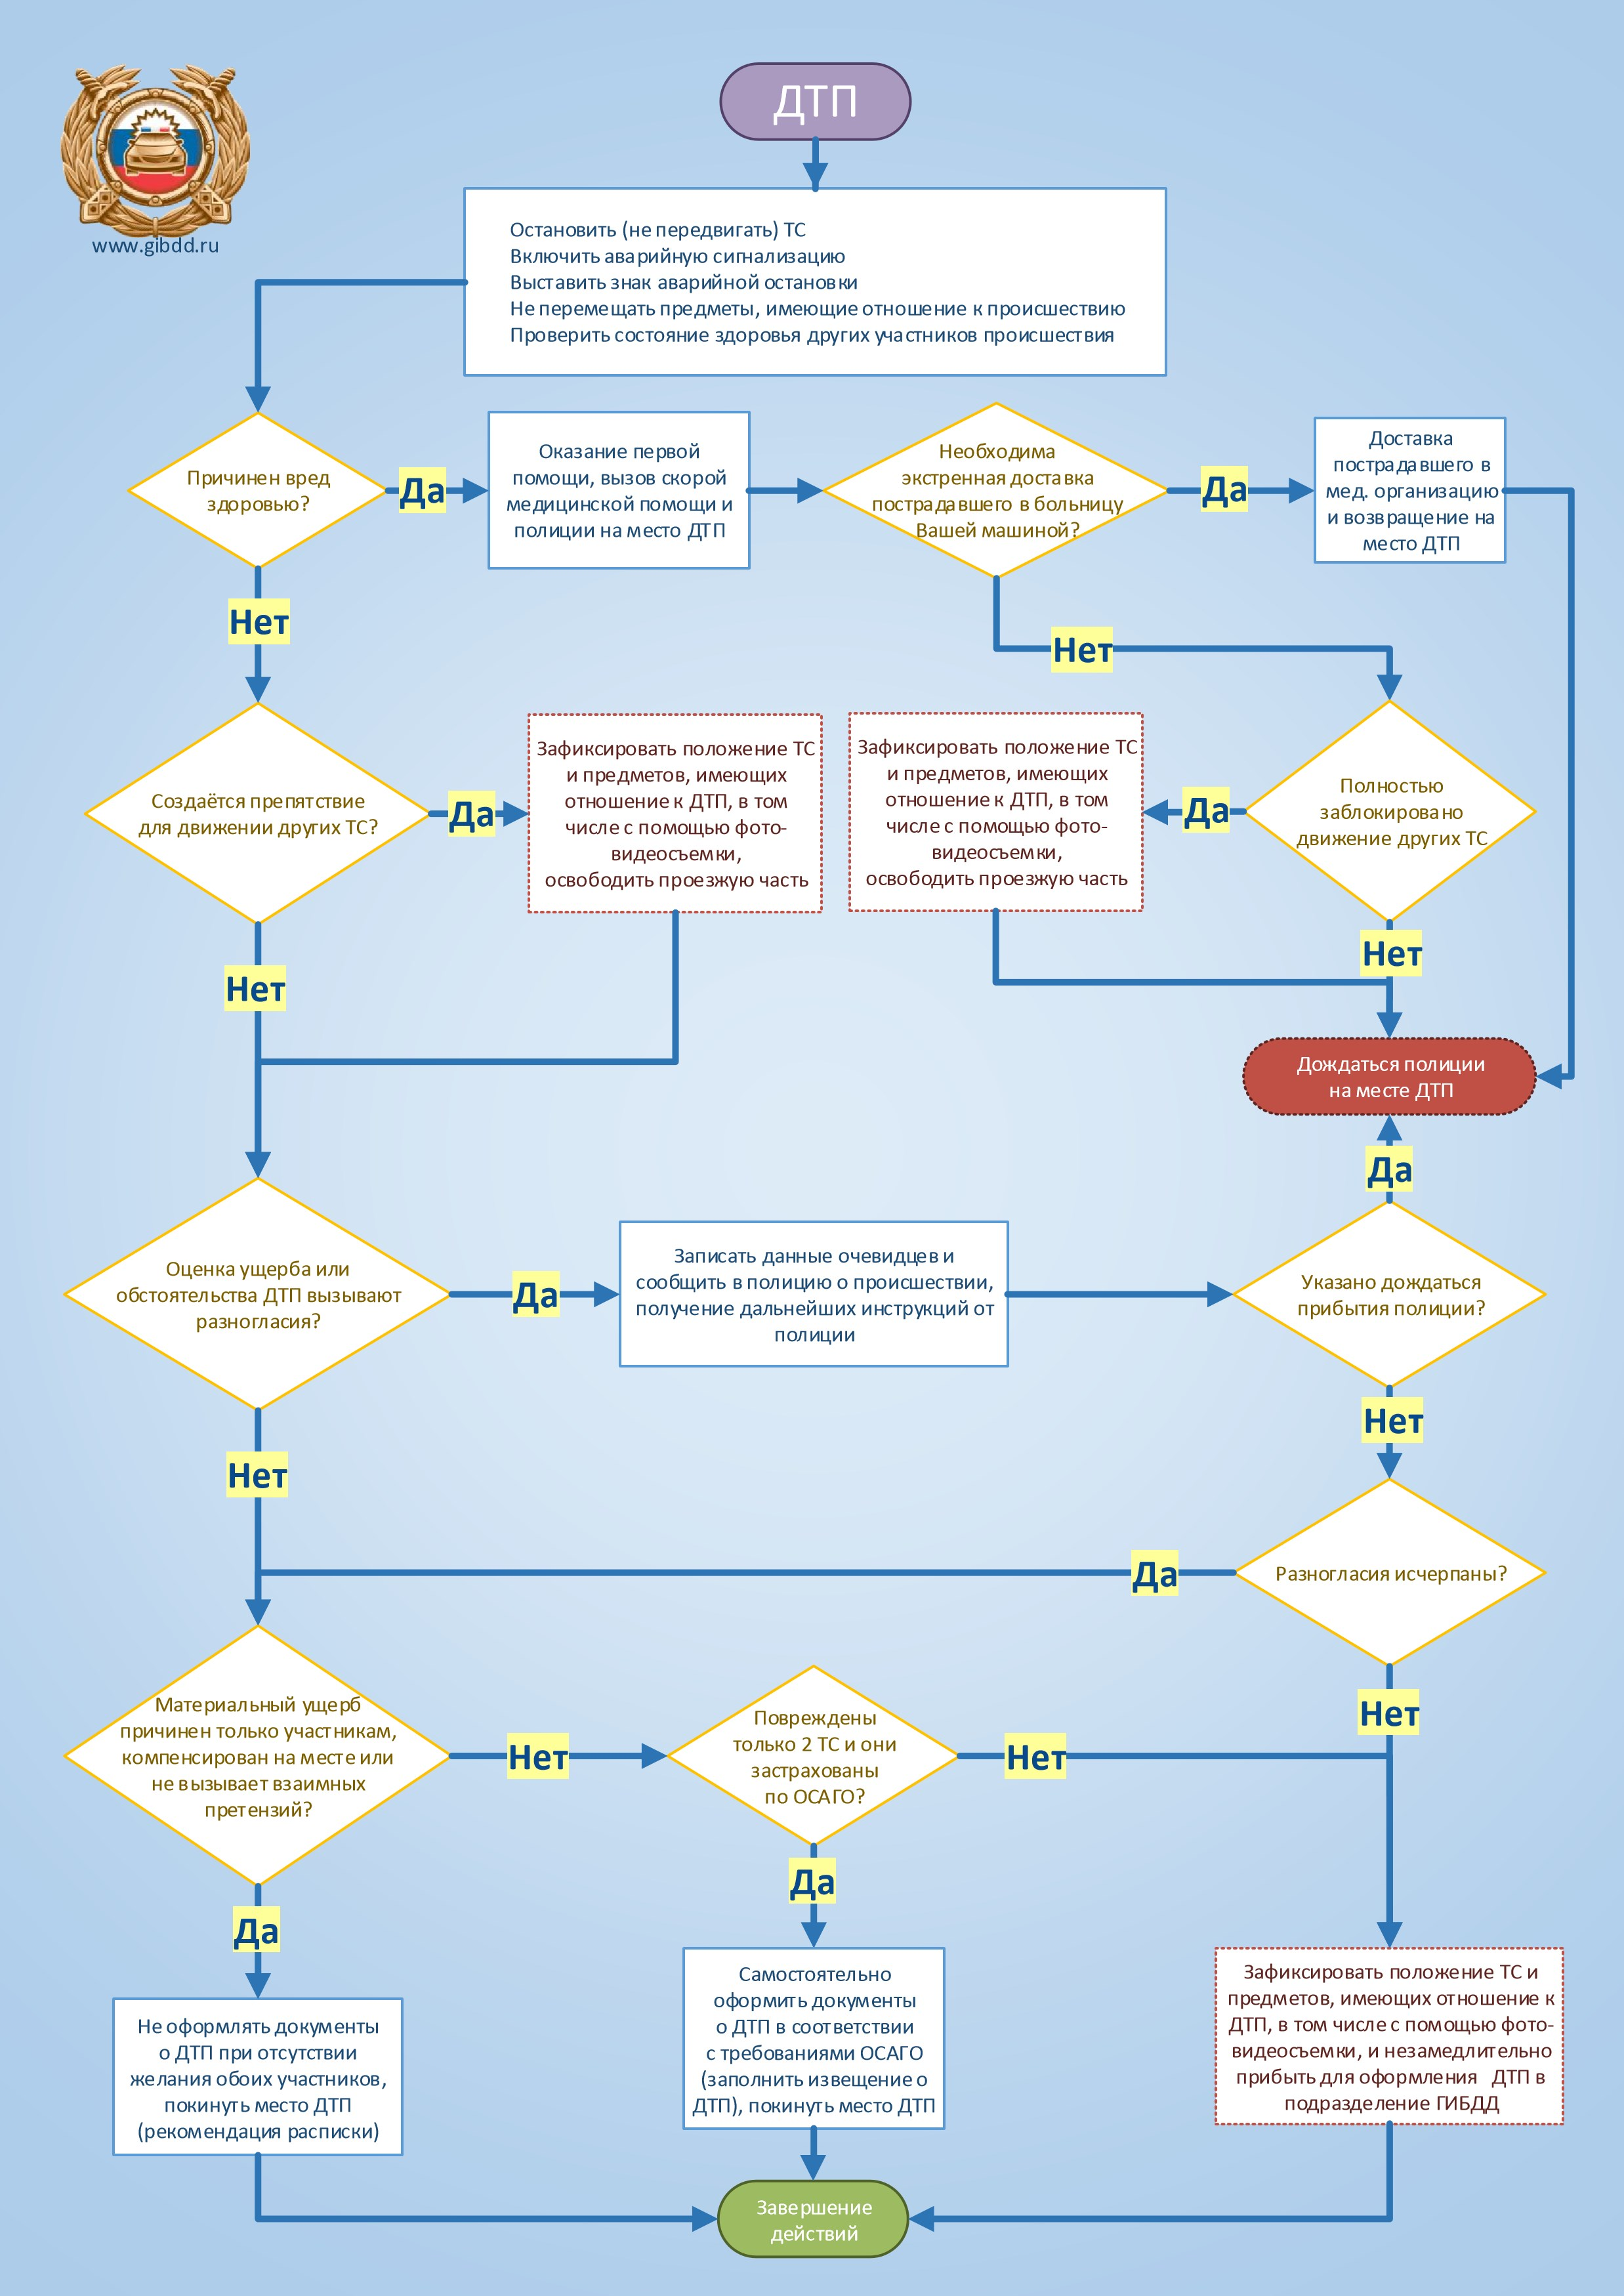 ДТП
www.gibdd.ru
Остановить (не передвигать) ТС
Включить аварийную сигнализацию
Выставить знак аварийной остановки
Не перемещать предметы, имеющие отношение к происшествию
Проверить состояние здоровья других участников происшествия
Причинен вред
здоровью?
Да
Оказание первой
помощи, вызов скорой
медицинской помощи и
полиции на место ДТП
Необходима
экстренная доставка
пострадавшего в больницу
Вашей машиной?
Да
Доставка
пострадавшего в
мед. организацию
и возвращение на
место ДТП
Нет
Нет
Создаётся препятствие
для движении других ТС?
Да
Зафиксировать положение ТС
и предметов, имеющих
отношение к ДТП, в том
числе с помощью фото-
видеосъемки,
освободить проезжую часть
Зафиксировать положение ТС
и предметов, имеющих
отношение к ДТП, в том
числе с помощью фото-
видеосъемки,
освободить проезжую часть
Да
Полностью
заблокировано
движение других ТС
Нет
Нет
Дождаться полиции
на месте ДТП
Да
Оценка ущерба или
обстоятельства ДТП вызывают
разногласия?
Да
Записать данные очевидцев и
сообщить в полицию о происшествии,
получение дальнейших инструкций от
полиции
Указано дождаться
прибытия полиции?
Нет
Нет
Да
Разногласия исчерпаны?
Материальный ущерб
причинен только участникам,
компенсирован на месте или
не вызывает взаимных
претензий?
Нет
Повреждены
только 2 ТС и они
застрахованы
по ОСАГО?
Нет
Нет
Да
Да
Не оформлять документы
о ДТП при отсутствии
желания обоих участников,
покинуть место ДТП
(рекомендация расписки)
Самостоятельно
оформить документы
о ДТП в соответствии
с требованиями ОСАГО
(заполнить извещение о
ДТП), покинуть место ДТП
Зафиксировать положение ТС и
предметов, имеющих отношение к
ДТП, в том числе с помощью фото-
видеосъемки, и незамедлительно
прибыть для оформления ДТП в
подразделение ГИБДД
Завершение
действий